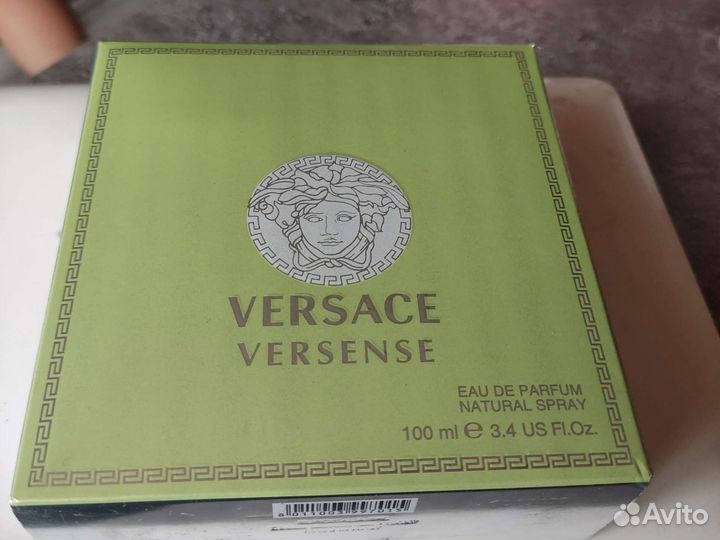 VERSACE
VERSENSE
EAU DE PARFUM
NATURAL SPRAY
100 ml e 3.4 US Fl.Oz.
Avito